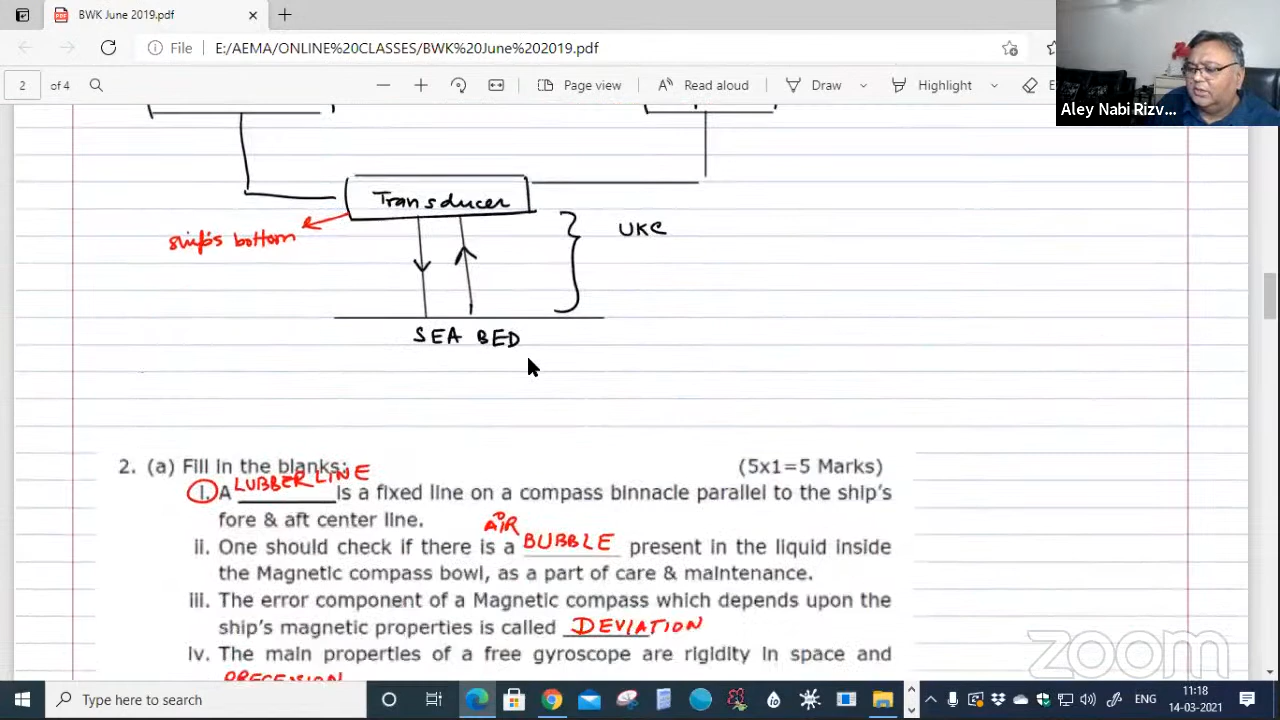 BWK June 2019.pdf
File E:/AEMA/ONLINE%20CLASSES/BWK%20June%202019.pdf
2 of 4 Page view Read aloud Draw Highlight
Aley Nabi Rizv...
Transducer
ship's bottom
UKC
SEA BED
2. (a) Fill in the blanks: (5x1=5 Marks)
LUBBER LINE
i. A ________ is a fixed line on a compass binnacle parallel to the ship's
fore & aft center line.
AIR
ii. One should check if there is a BUBBLE present in the liquid inside
the Magnetic compass bowl, as a part of care & maintenance.
iii. The error component of a Magnetic compass which depends upon the
ship's magnetic properties is called DEVIATION
iv. The main properties of a free gyroscope are rigidity in space and
PRECESSION
zoom
Type here to search
ENG
11:18
14-03-2021